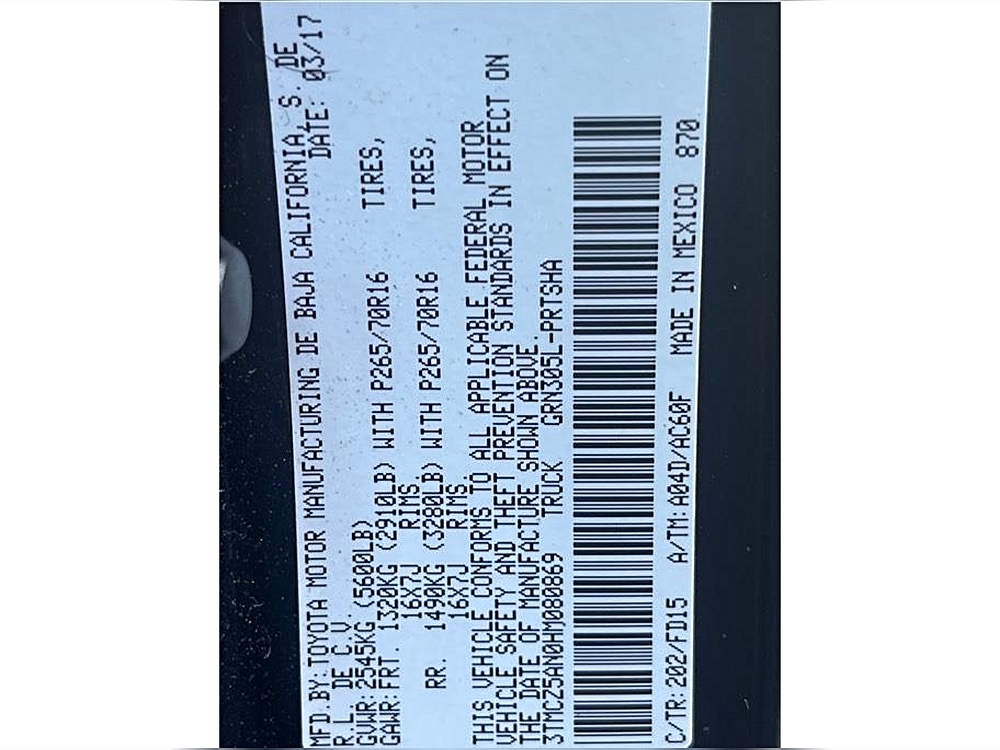 MFD.BY:TOYOTA MOTOR MANUFACTURING DE BAJA CALIFORNIA, S. DE
R.L. DE C.V. DATE: 03/17
GVWR:2545KG (5600LB)
GAWR:FRT. 1320KG (2910LB) WITH P265/70R16 TIRES,
16X7J RIMS.
RR. 1490KG (3280LB) WITH P265/70R16 TIRES,
16X7J RIMS.
THIS VEHICLE CONFORMS TO ALL APPLICABLE FEDERAL MOTOR
VEHICLE SAFETY AND THEFT PREVENTION STANDARDS IN EFFECT ON
THE DATE OF MANUFACTURE SHOWN ABOVE.
3TMCZ5AN0HM080869 TRUCK GRN305L-PRTSHA
C/TR:202/FD15 A/TM:A04D/AC60F MADE IN MEXICO 870